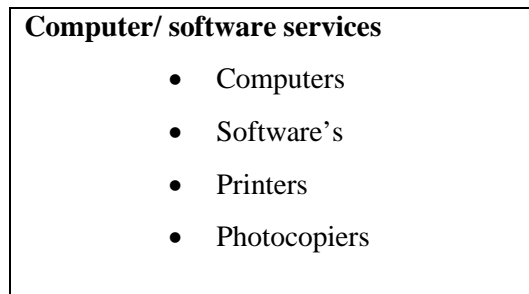 Computer/ software services
• Computers
• Software’s
• Printers
• Photocopiers